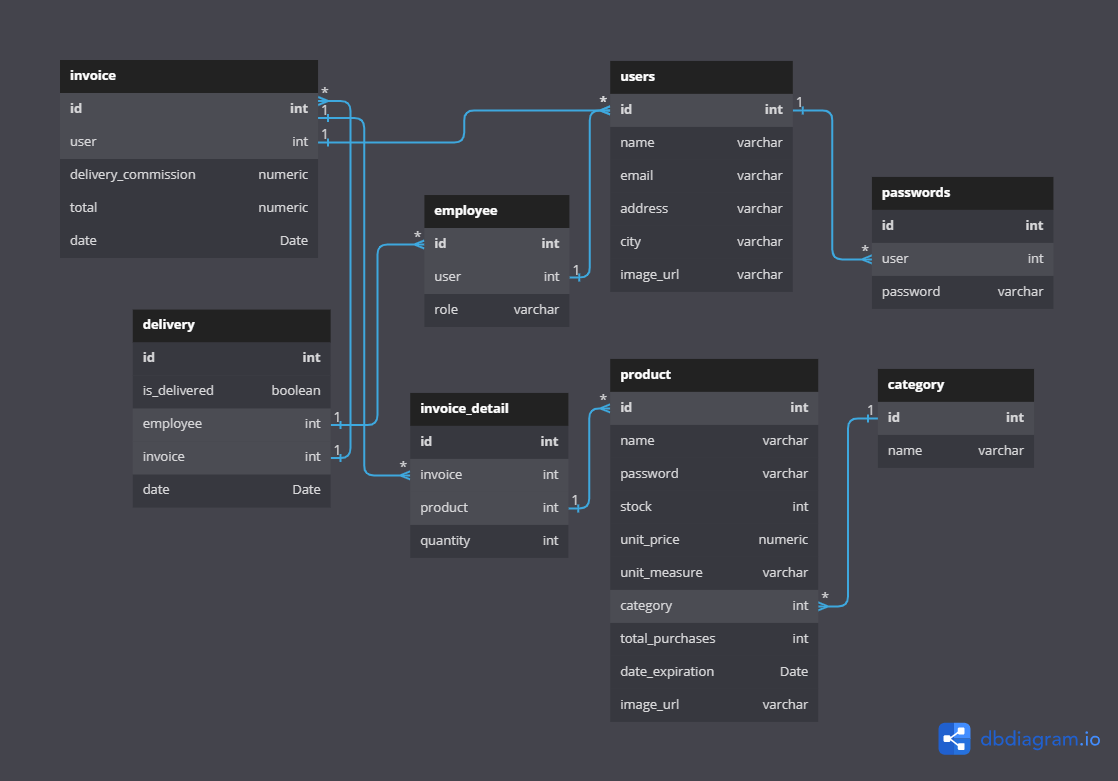 invoice
id int
user int
delivery_commission numeric
total numeric
date Date
* 1 1
users
id int
name varchar
email varchar
address varchar
city varchar
image_url varchar
* 1
passwords
id int
user int
password varchar
*
employee
id int
user int
role varchar
* 1
delivery
id int
is_delivered boolean
employee int
invoice int
date Date
1 1
invoice_detail
id int
invoice int
product int
quantity int
* 1
product
id int
name varchar
password varchar
stock int
unit_price numeric
unit_measure varchar
category int
total_purchases int
date_expiration Date
image_url varchar
* *
category
id int
name varchar
1
dbdiagram.io